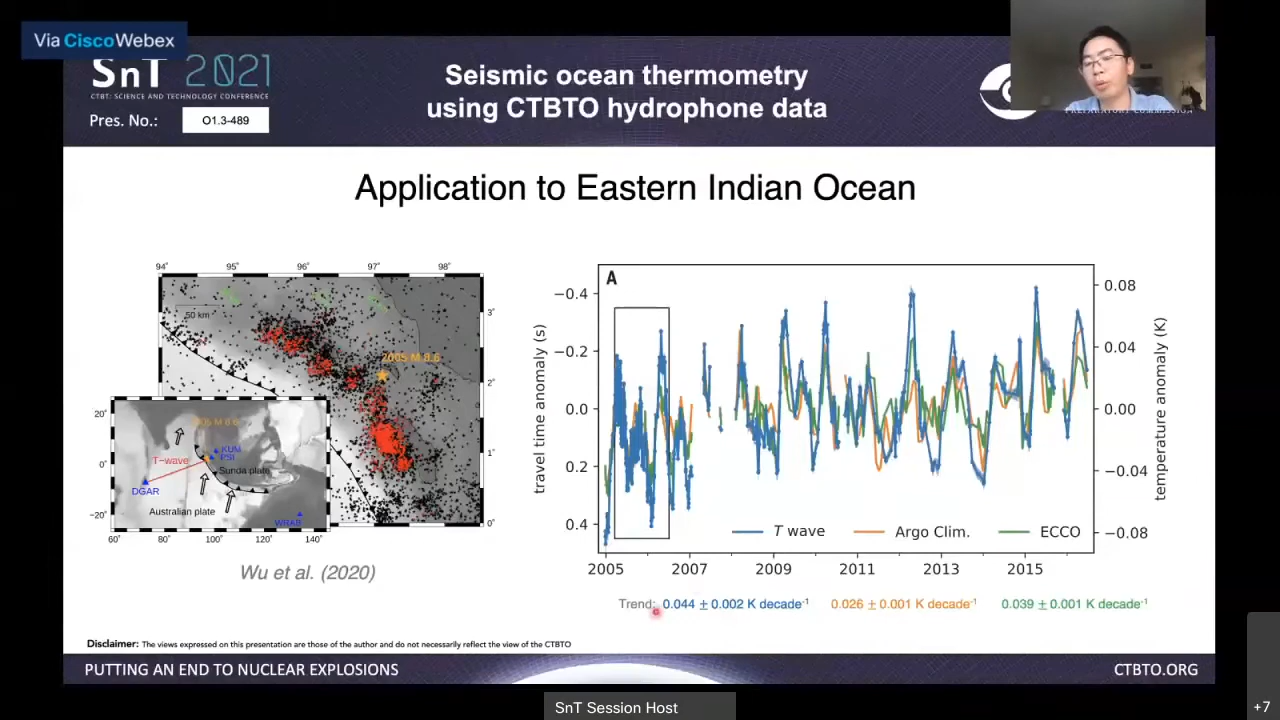 Via Cisco Webex
SnT 2021
CTBT: SCIENCE AND TECHNOLOGY CONFERENCE
Pres. No.:
O1.3-489
Seismic ocean thermometry
using CTBTO hydrophone data
PREPARATORY COMMISSION
Application to Eastern Indian Ocean
94° 95° 96° 97° 98°
50 km
3°
2005 M 8.6
2°
1°
0°
20°
0°
−20°
2005 M 8.6
KUM
PSI
T−wave
Sunda plate
DGAR
Australian plate
WRAB
60° 80° 100° 120° 140°
Wu et al. (2020)
A
travel time anomaly (s)
−0.4
−0.2
0.0
0.2
0.4
0.08
0.04
0.00
−0.04
−0.08
temperature anomaly (K)
T wave Argo Clim. ECCO
2005 2007 2009 2011 2013 2015
Trend: 0.044 ± 0.002 K decade-1 0.026 ± 0.001 K decade-1 0.039 ± 0.001 K decade-1
Disclaimer: The views expressed on this presentation are those of the author and do not necessarily reflect the view of the CTBTO
PUTTING AN END TO NUCLEAR EXPLOSIONS
CTBTO.ORG
SnT Session Host
+7